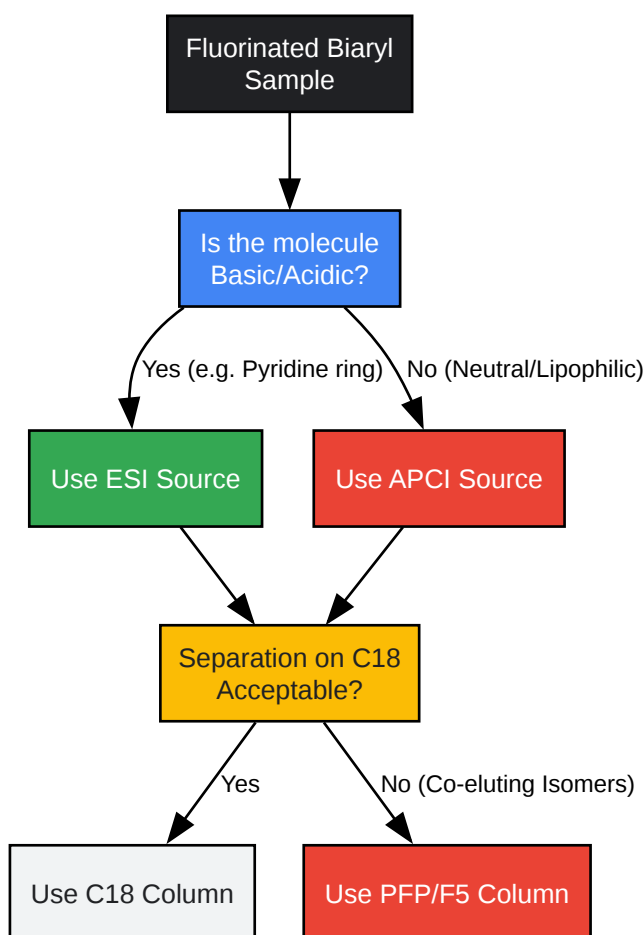 Fluorinated Biaryl
Sample
Is the molecule
Basic/Acidic?
Yes (e.g. Pyridine ring)
No (Neutral/Lipophilic)
Use ESI Source
Use APCI Source
Separation on C18
Acceptable?
Yes
No (Co-eluting Isomers)
Use C18 Column
Use PFP/F5 Column